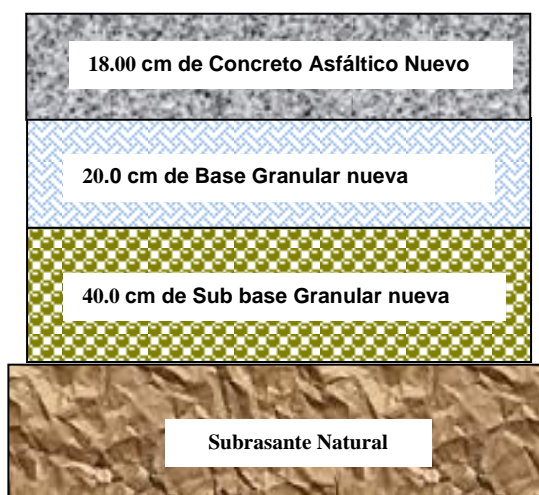 18.00 cm de Concreto Asfáltico Nuevo
20.0 cm de Base Granular nueva
40.0 cm de Sub base Granular nueva
Subrasante Natural